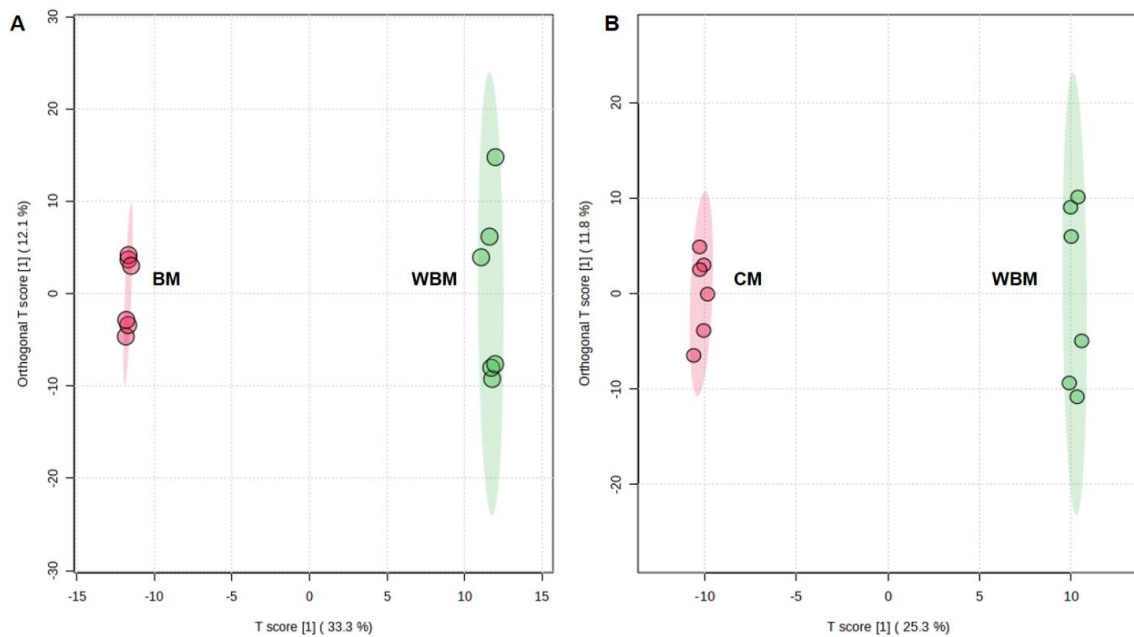 A
B
30
20
10
0
-10
-20
-30
Orthogonal T score [1] ( 12.1 %)
BM
WBM
-15
-10
-5
0
5
10
15
T score [1] ( 33.3 %)
20
10
0
-10
-20
Orthogonal T score [1] ( 11.8 %)
CM
WBM
-10
-5
0
5
10
T score [1] ( 25.3 %)